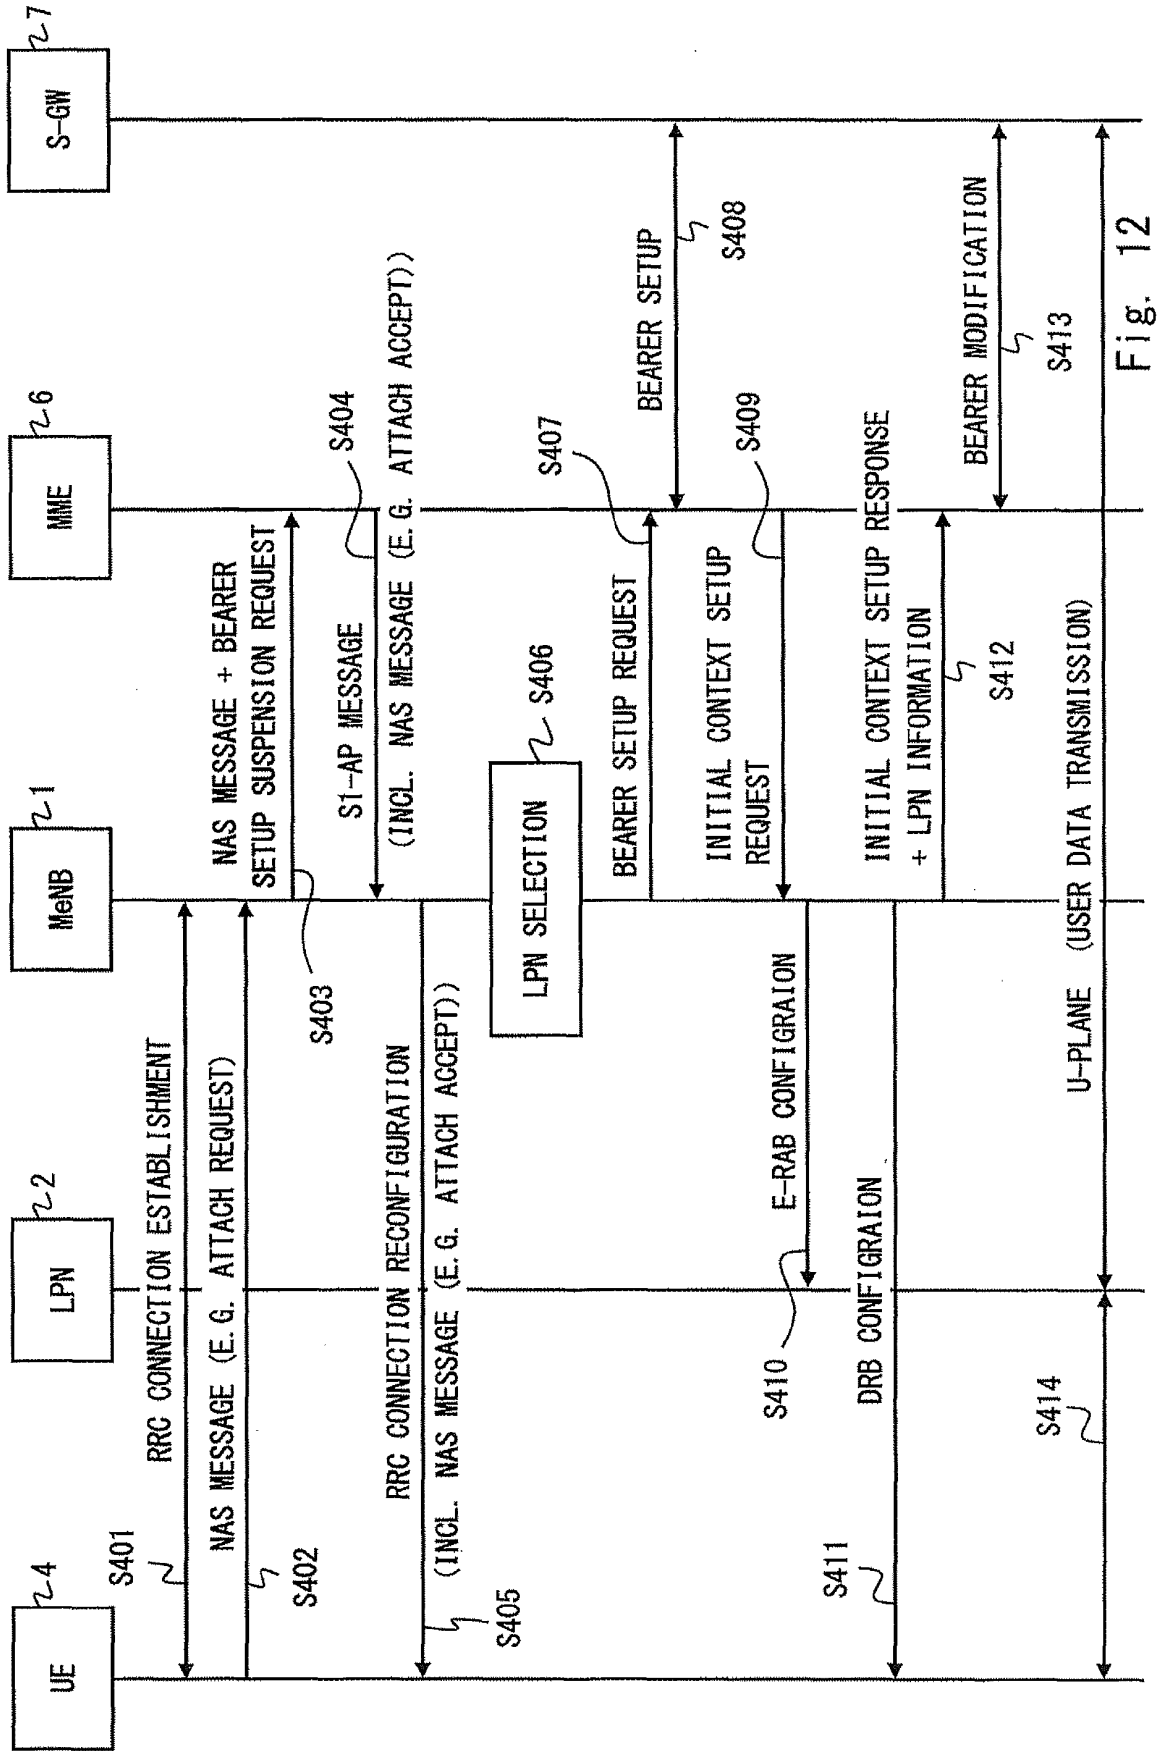 UE
4
LPN
2
MeNB
1
MME
6
S-GW
7
RRC CONNECTION ESTABLISHMENT
S401
NAS MESSAGE (E.G. ATTACH REQUEST)
S402
NAS MESSAGE + BEARER
SETUP SUSPENSION REQUEST
S403
S1-AP MESSAGE
S404
(INCL. NAS MESSAGE (E.G. ATTACH ACCEPT))
RRC CONNECTION RECONFIGURATION
(INCL. NAS MESSAGE (E.G. ATTACH ACCEPT))
S405
LPN SELECTION
S406
BEARER SETUP REQUEST
S407
BEARER SETUP
S408
INITIAL CONTEXT SETUP
REQUEST
S409
E-RAB CONFIGRAION
S410
DRB CONFIGRAION
S411
INITIAL CONTEXT SETUP RESPONSE
+ LPN INFORMATION
S412
BEARER MODIFICATION
S413
U-PLANE (USER DATA TRANSMISSION)
S414
Fig. 12